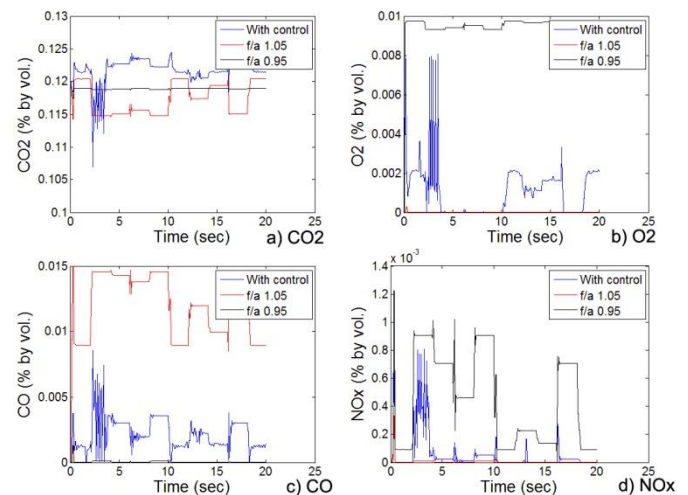 0.13
0.125
0.12
0.115
0.11
0.105
0.1
CO2 (% by vol.)
0 5 10 15 20 25
Time (sec)
a) CO2
With control
f/a 1.05
f/a 0.95
0.01
0.008
0.006
0.004
0.002
0
O2 (% by vol.)
0 5 10 15 20 25
Time (sec)
b) O2
With control
f/a 1.05
f/a 0.95
0.015
0.01
0.005
0
CO (% by vol.)
0 5 10 15 20 25
Time (sec)
c) CO
With control
f/a 1.05
f/a 0.95
x 10-3
1.4
1.2
1
0.8
0.6
0.4
0.2
0
NOx (% by vol.)
0 5 10 15 20 25
Time (sec)
d) NOx
With control
f/a 1.05
f/a 0.95